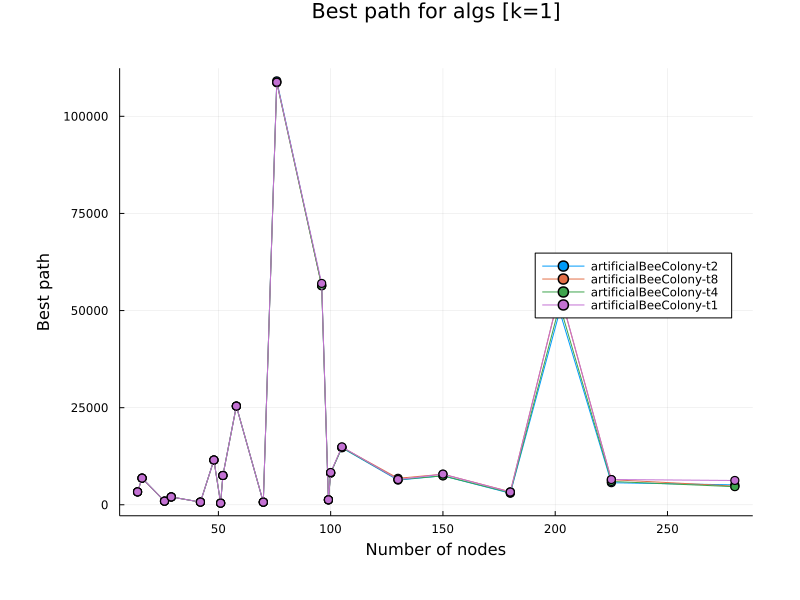 Best path for algs [k=1]
100000
75000
50000
25000
0
Best path
artificialBeeColony-t2
artificialBeeColony-t8
artificialBeeColony-t4
artificialBeeColony-t1
50
100
150
200
250
Number of nodes